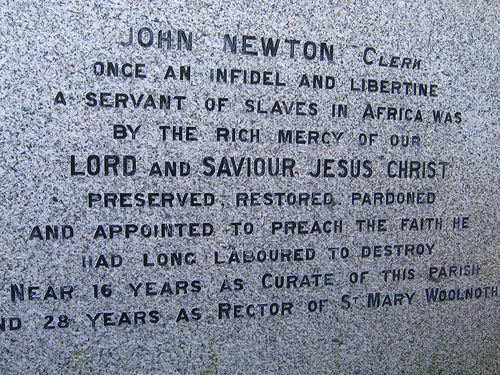 JOHN NEWTON CLERK
ONCE AN INFIDEL AND LIBERTINE
A SERVANT OF SLAVES IN AFRICA WAS
BY THE RICH MERCY OF OUR
LORD AND SAVIOUR JESUS CHRIST
PRESERVED. RESTORED. PARDONED
AND APPOINTED TO PREACH THE FAITH HE
HAD LONG LABOURED TO DESTROY
NEAR 16 YEARS AS CURATE OF THIS PARISH
ND 28 YEARS AS RECTOR OF ST MARY WOOLNOTH